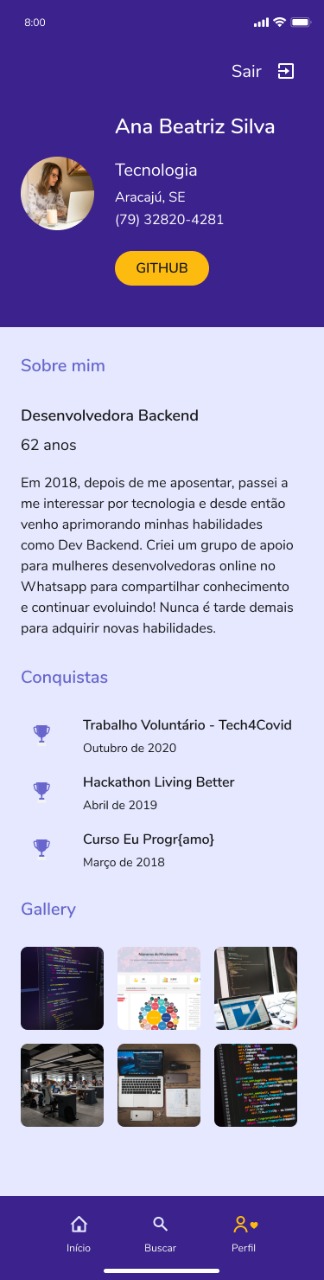 8:00
Sair
Ana Beatriz Silva
Tecnologia
Aracajú, SE
(79) 32820-4281
GITHUB
Sobre mim
Desenvolvedora Backend
62 anos
Em 2018, depois de me aposentar, passei a
me interessar por tecnologia e desde então
venho aprimorando minhas habilidades
como Dev Backend. Criei um grupo de apoio
para mulheres desenvolvedoras online no
Whatsapp para compartilhar conhecimento
e continuar evoluindo! Nunca é tarde demais
para adquirir novas habilidades.
Conquistas
Trabalho Voluntário - Tech4Covid
Outubro de 2020
Hackathon Living Better
Abril de 2019
Curso Eu Progr{amo}
Março de 2018
Gallery
Início
Buscar
Perfil